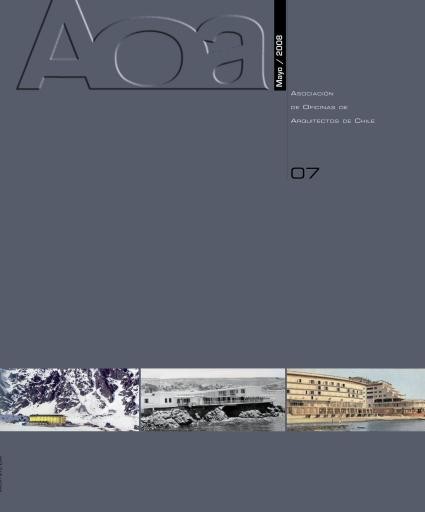 Aoa
Mayo / 2008
Asociación
de Oficinas de
Arquitectos de Chile
07